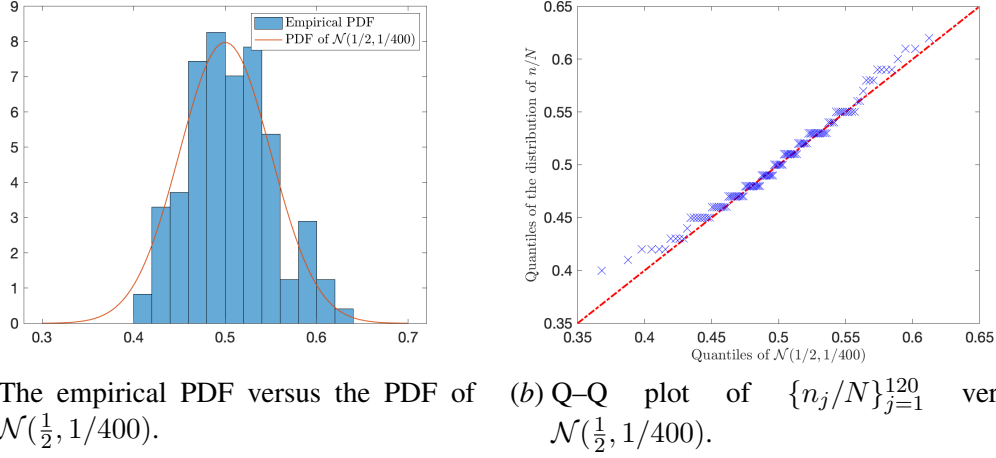 9
8
7
6
5
4
3
2
1
0
0.3 0.4 0.5 0.6 0.7
Empirical PDF
PDF of 𝒩(1/2, 1/400)
0.65
0.6
0.55
0.5
0.45
0.4
0.35
Quantiles of the distribution of n/N
0.35 0.4 0.45 0.5 0.55 0.6 0.65
Quantiles of 𝒩(1/2, 1/400)
The empirical PDF versus the PDF of
𝒩(½, 1/400).
(b) Q–Q plot of {n_j/N}_{j=1}^{120} ver
𝒩(½, 1/400).